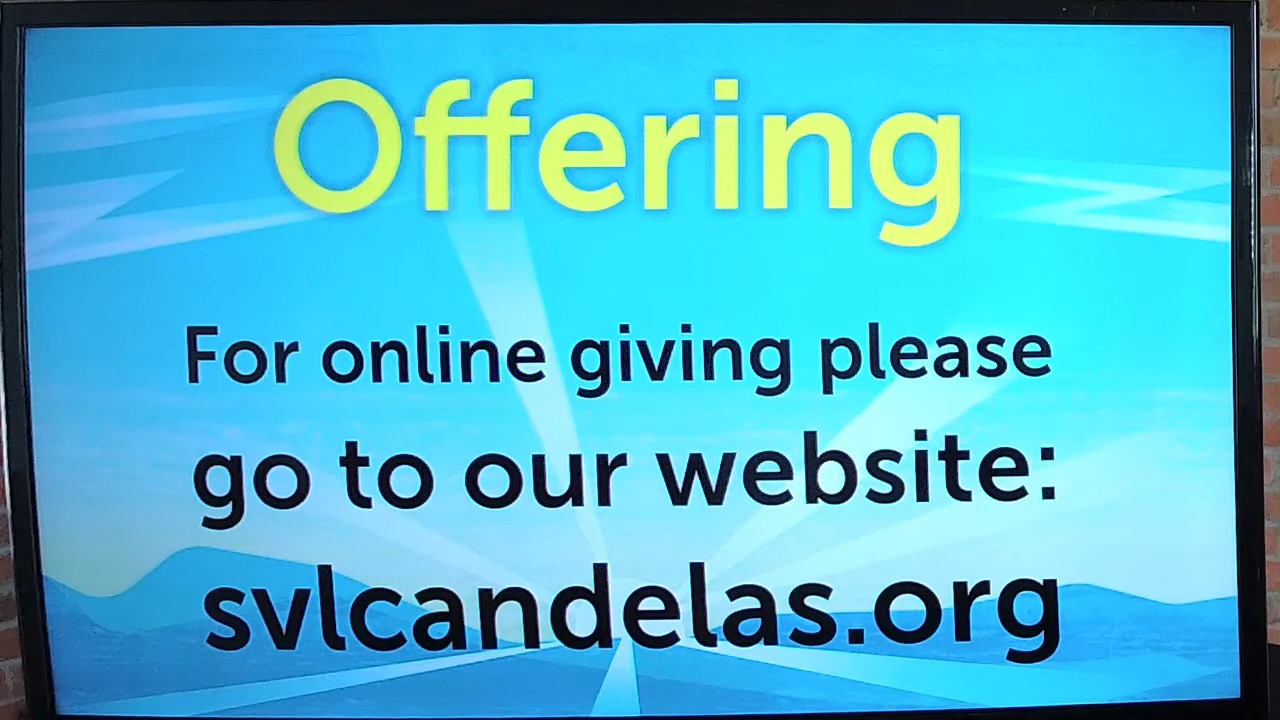 Offering
For online giving please
go to our website:
svlcandelas.org